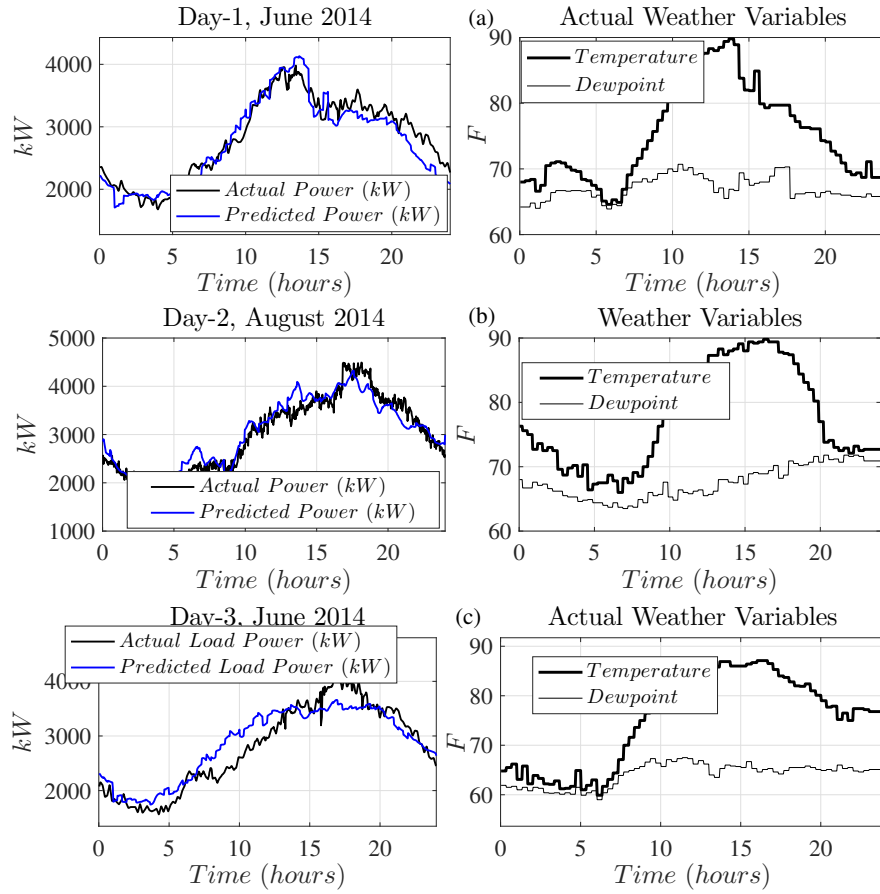 Day-1, June 2014
(a)
Actual Weather Variables
kW
4000
3000
2000
Actual Power (kW)
Predicted Power (kW)
0 5 10 15 20
Time (hours)
F
90
80
70
60
Temperature
Dewpoint
0 5 10 15 20
Time (hours)
Day-2, August 2014
(b)
Weather Variables
kW
5000
4000
3000
2000
1000
Actual Power (kW)
Predicted Power (kW)
0 5 10 15 20
Time (hours)
F
90
80
70
60
Temperature
Dewpoint
0 5 10 15 20
Time (hours)
Day-3, June 2014
(c)
Actual Weather Variables
kW
Actual Load Power (kW)
Predicted Load Power (kW)
4000
3000
2000
0 5 10 15 20
Time (hours)
F
90
80
70
60
Temperature
Dewpoint
0 5 10 15 20
Time (hours)